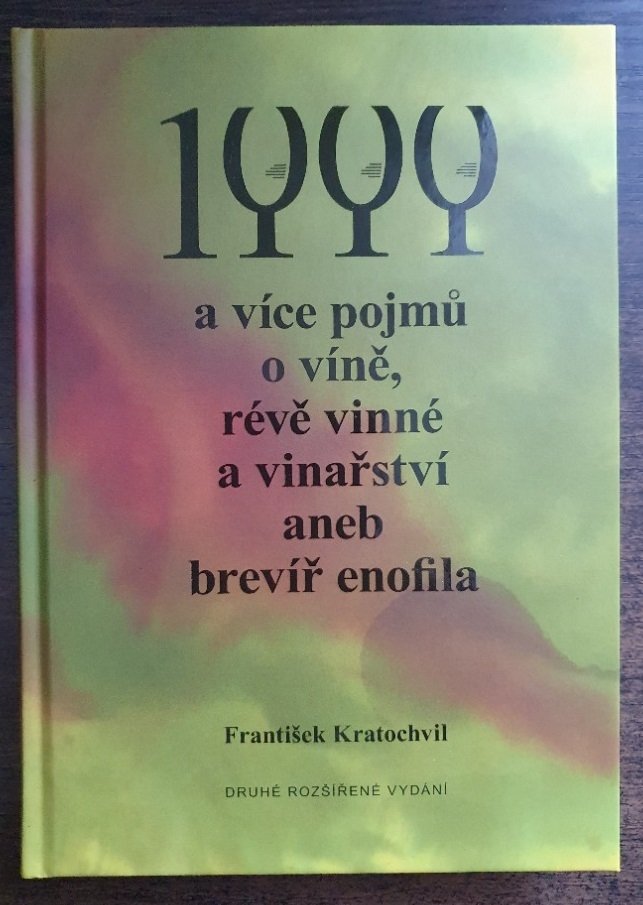 1000
a více pojmů
o víně,
révě vinné
a vinařství
aneb
brevíř enofila
František Kratochvil
DRUHÉ ROZŠÍŘENÉ VYDÁNÍ